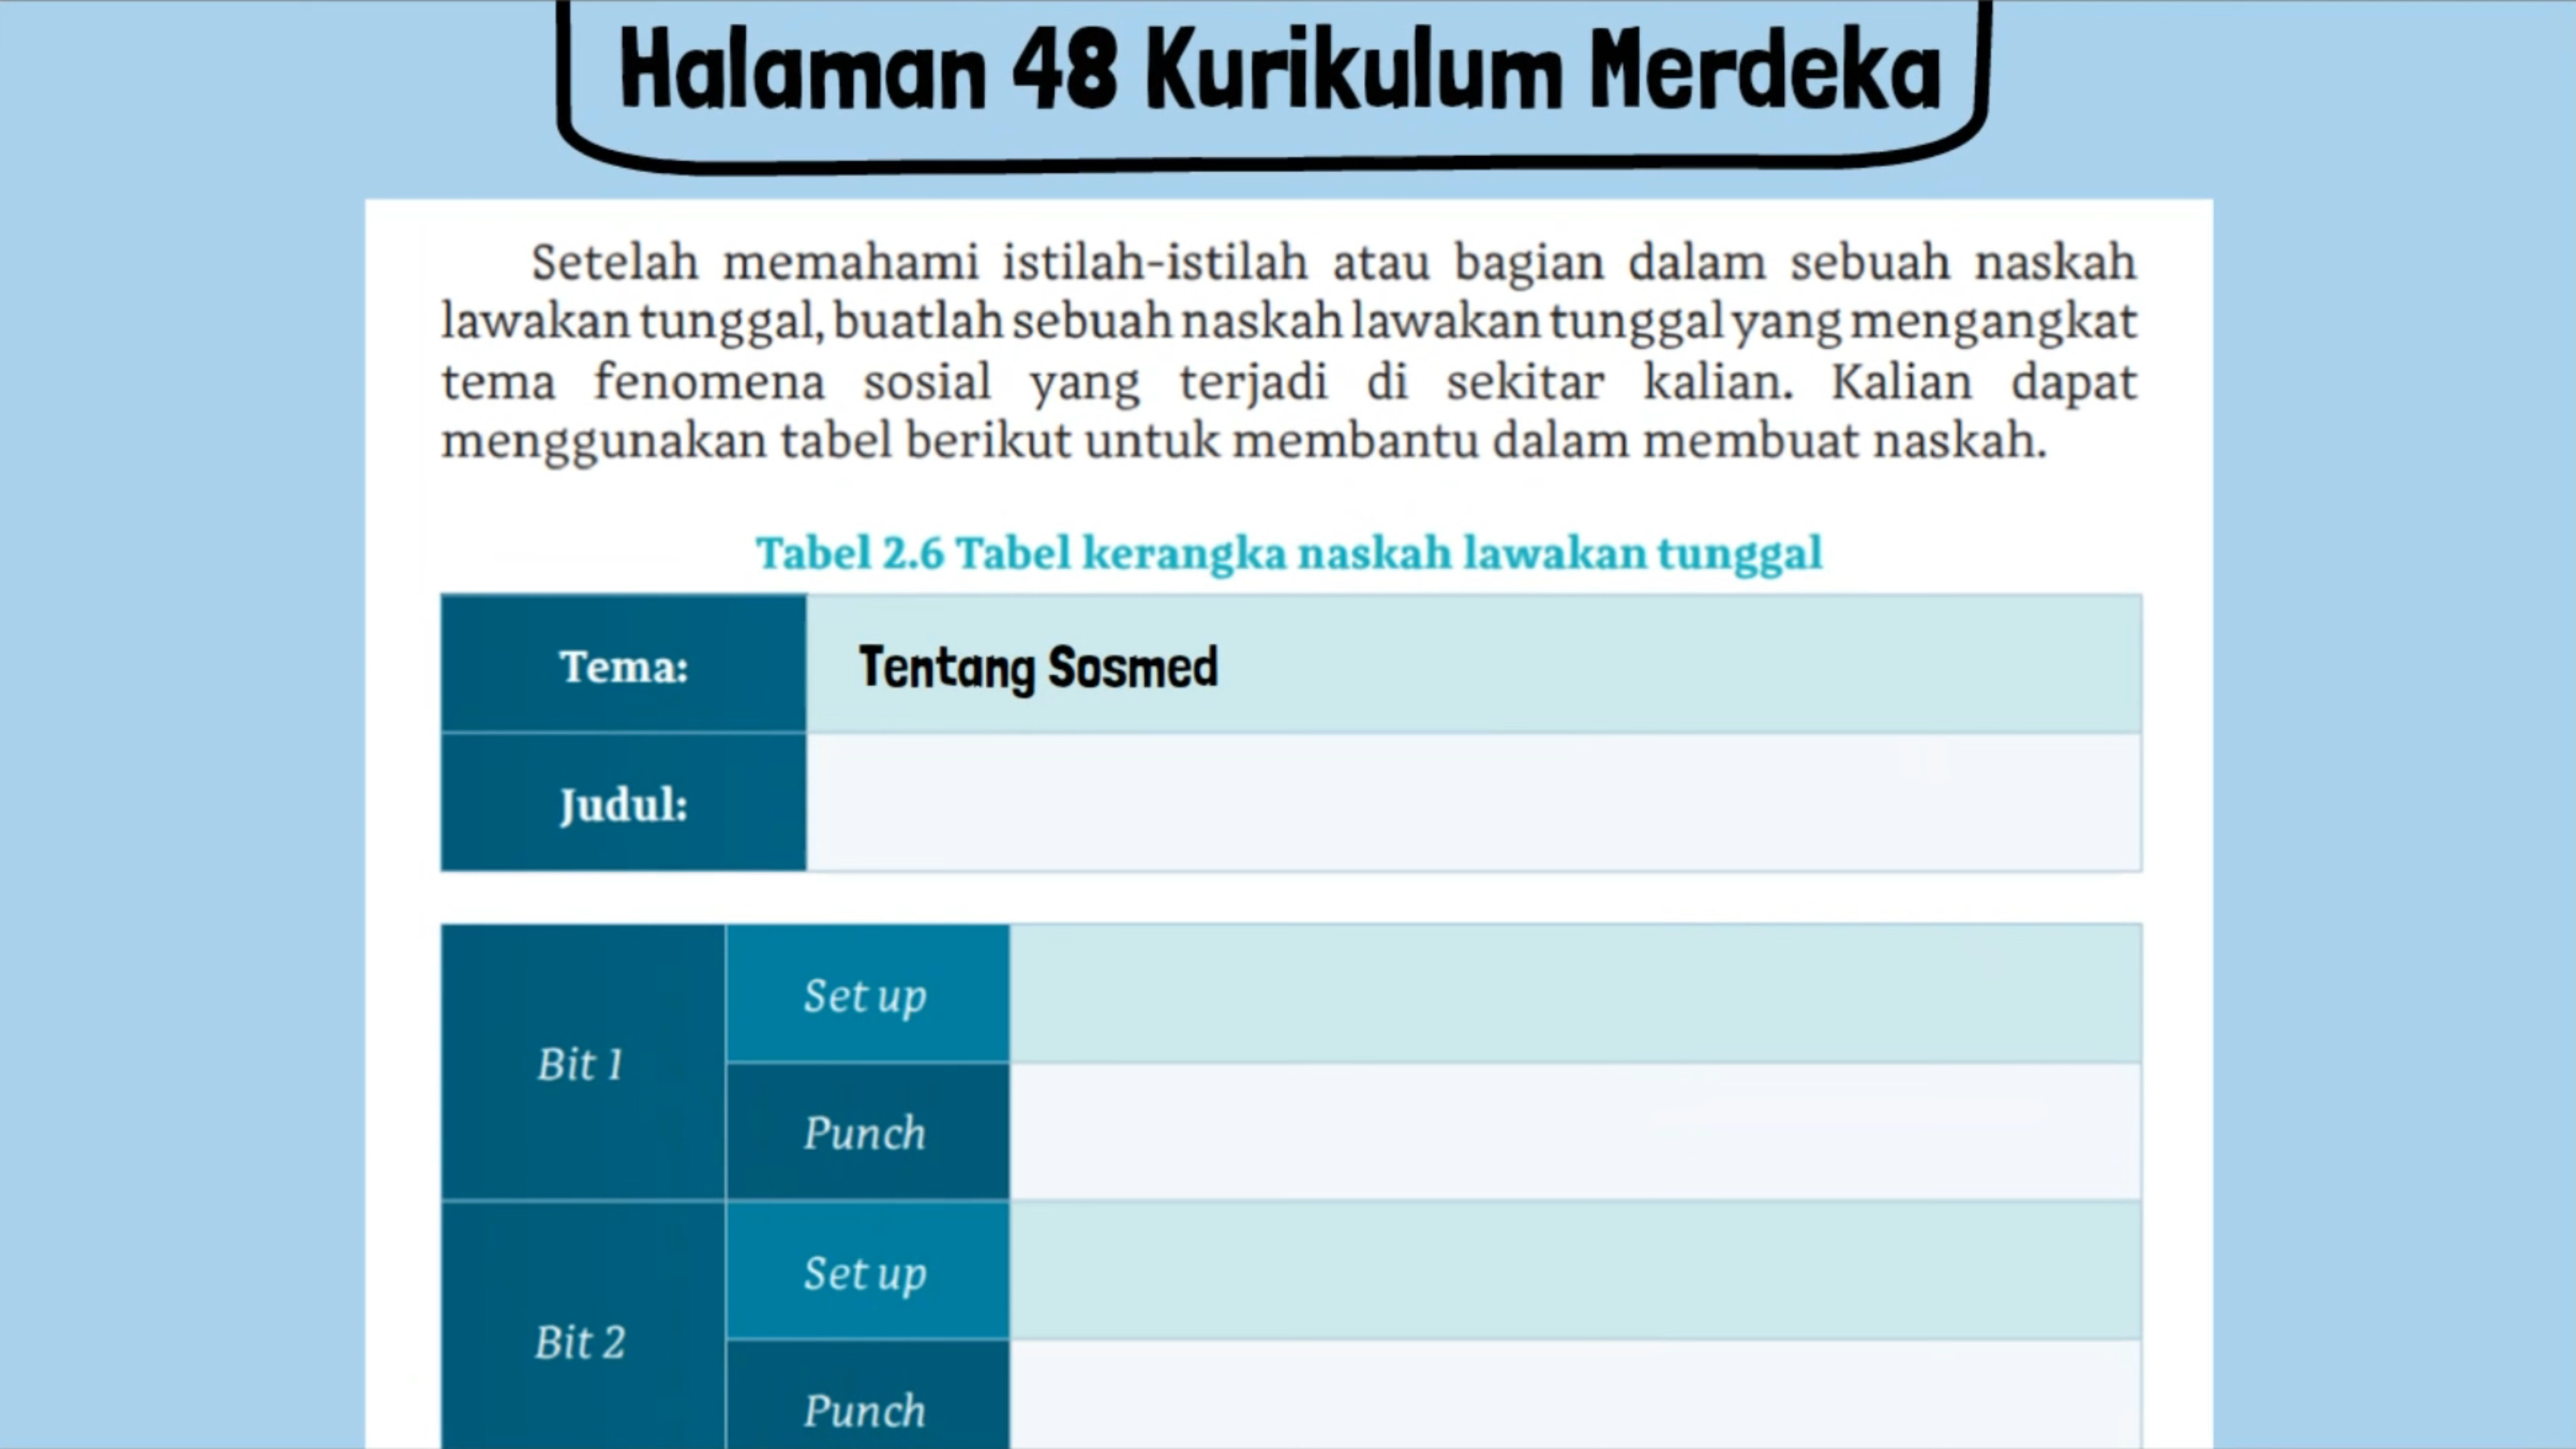 Halaman 48 Kurikulum Merdeka
Setelah memahami istilah-istilah atau bagian dalam sebuah naskah
lawakan tunggal, buatlah sebuah naskah lawakan tunggal yang mengangkat
tema fenomena sosial yang terjadi di sekitar kalian. Kalian dapat
menggunakan tabel berikut untuk membantu dalam membuat naskah.
Tabel 2.6 Tabel kerangka naskah lawakan tunggal
Tema: Tentang Sosmed
Judul:
Bit 1
Set up
Punch
Bit 2
Set up
Punch